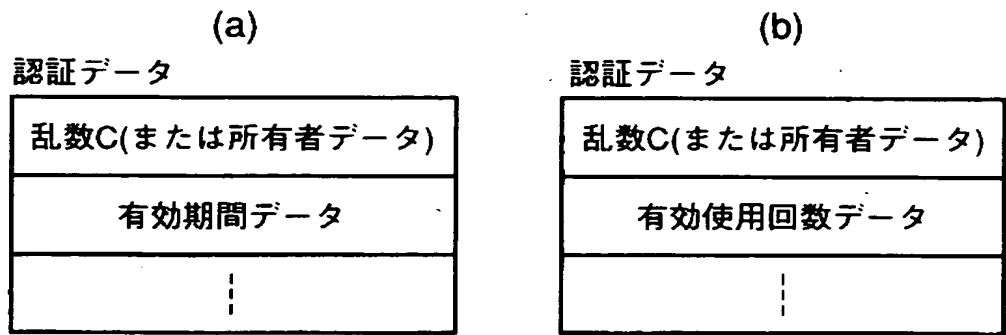 (a)
認証データ
乱数C(または所有者データ)
有効期間データ
(b)
認証データ
乱数C(または所有者データ)
有効使用回数データ